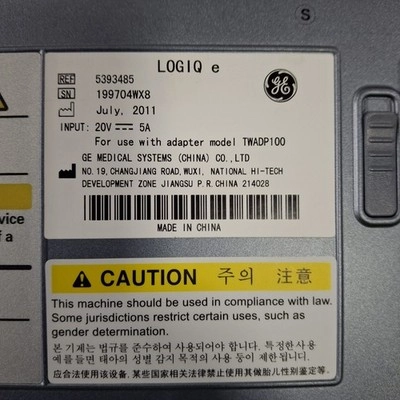 S
LOGIQ e
REF 5393485
SN 199704WX8
July, 2011
INPUT: 20V 5A
For use with adapter model TWADP100
GE MEDICAL SYSTEMS (CHINA) CO., LTD
NO. 19, CHANGJIANG ROAD, WUXI, NATIONAL HI-TECH
DEVELOPMENT ZONE JIANGSU P. R. CHINA 214028
MADE IN CHINA
GE
vice
f a
CAUTION 주의 注意
This machine should be used in compliance with law.
Some jurisdictions restrict certain uses, such as
gender determination.
본 기계는 법규를 준수하여 사용되어야 합니다. 특정한 사용
예를 들면 태아의 성별 감지 목적의 사용 등이 제한됩니다.
应合法使用该设备. 某些国家相关法律禁止使用其做胎儿性别鉴定等.